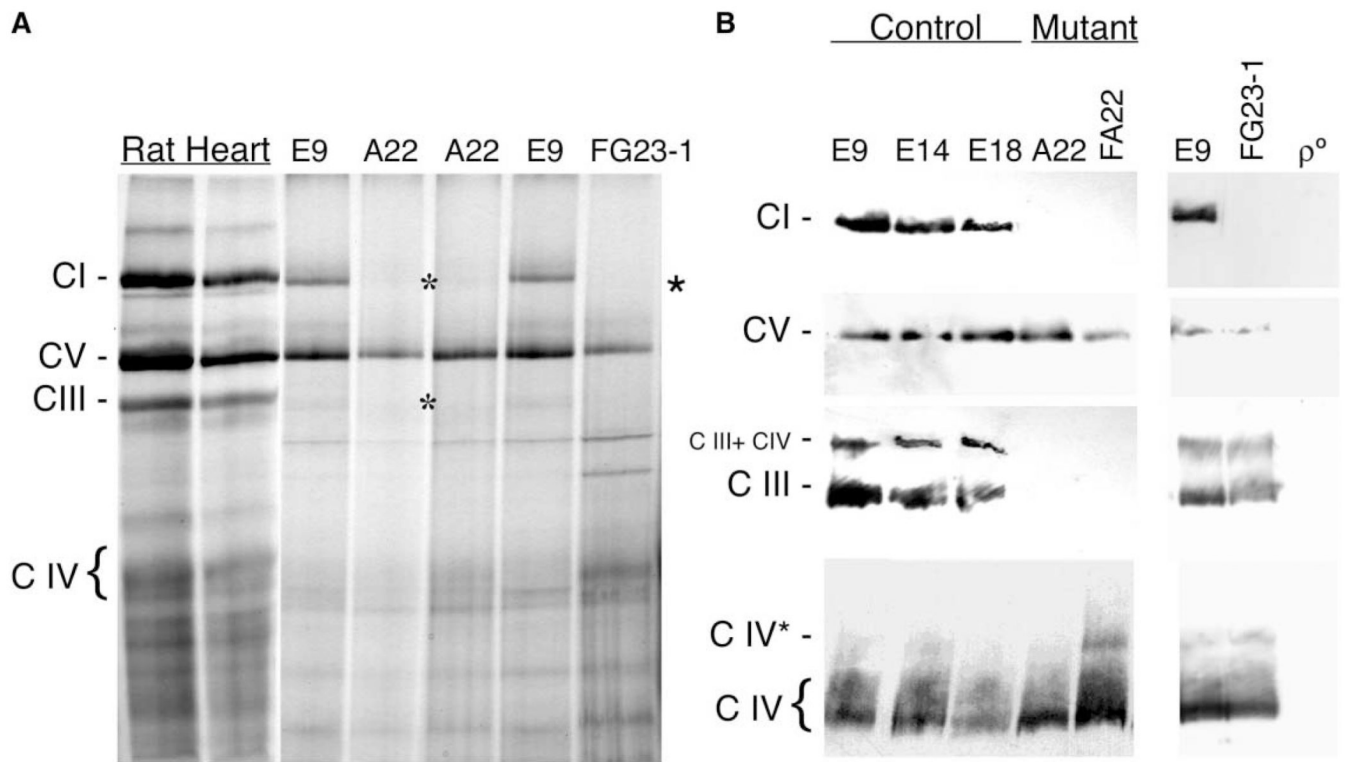 A
Rat Heart E9 A22 A22 E9 FG23-1
CI - * *
CV -
CIII - *
C IV {
B
Control Mutant
E9 E14 E18 A22 FA22 E9 FG23-1 ρº
CI -
CV -
C III+ CIV -
C III -
C IV* -
C IV {